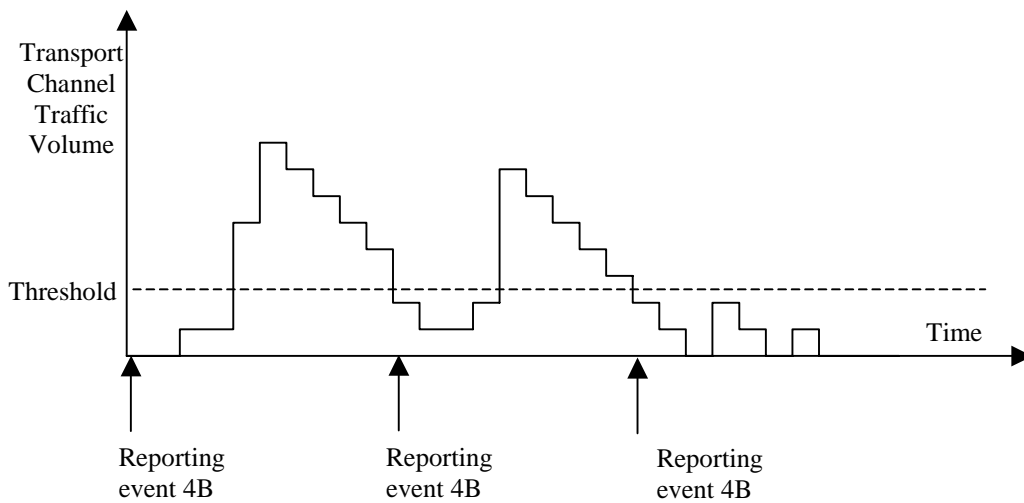 Transport
Channel
Traffic
Volume
Threshold
Time
Reporting
event 4B
Reporting
event 4B
Reporting
event 4B